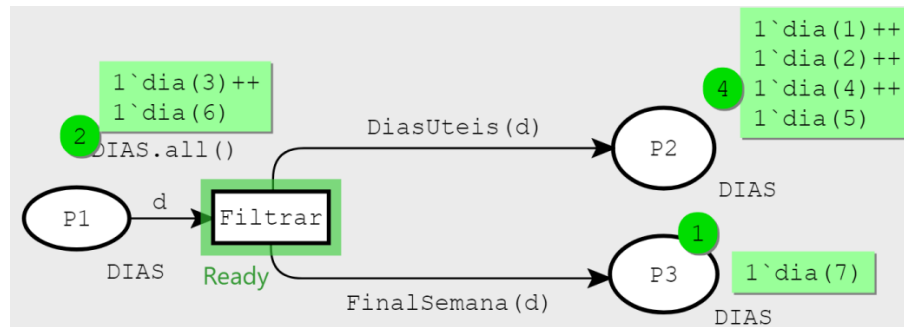 1`dia(3)++
1`dia(6)
2
DIAS.all()
P1
DIAS
d
Filtrar
Ready
DiasUteis(d)
FinalSemana(d)
1`dia(1)++
1`dia(2)++
1`dia(4)++
1`dia(5)
4
P2
DIAS
1
P3
1`dia(7)
DIAS